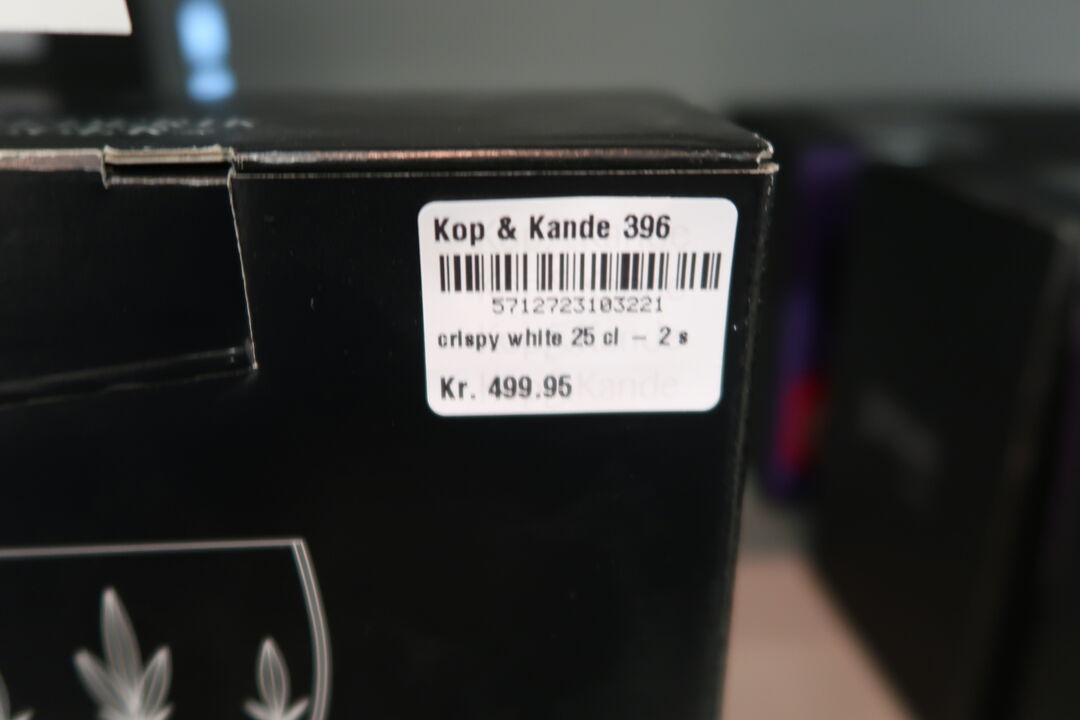 Kop & Kande 396
5712723103221
crispy white 25 cl - 2 s
Kr. 499.95